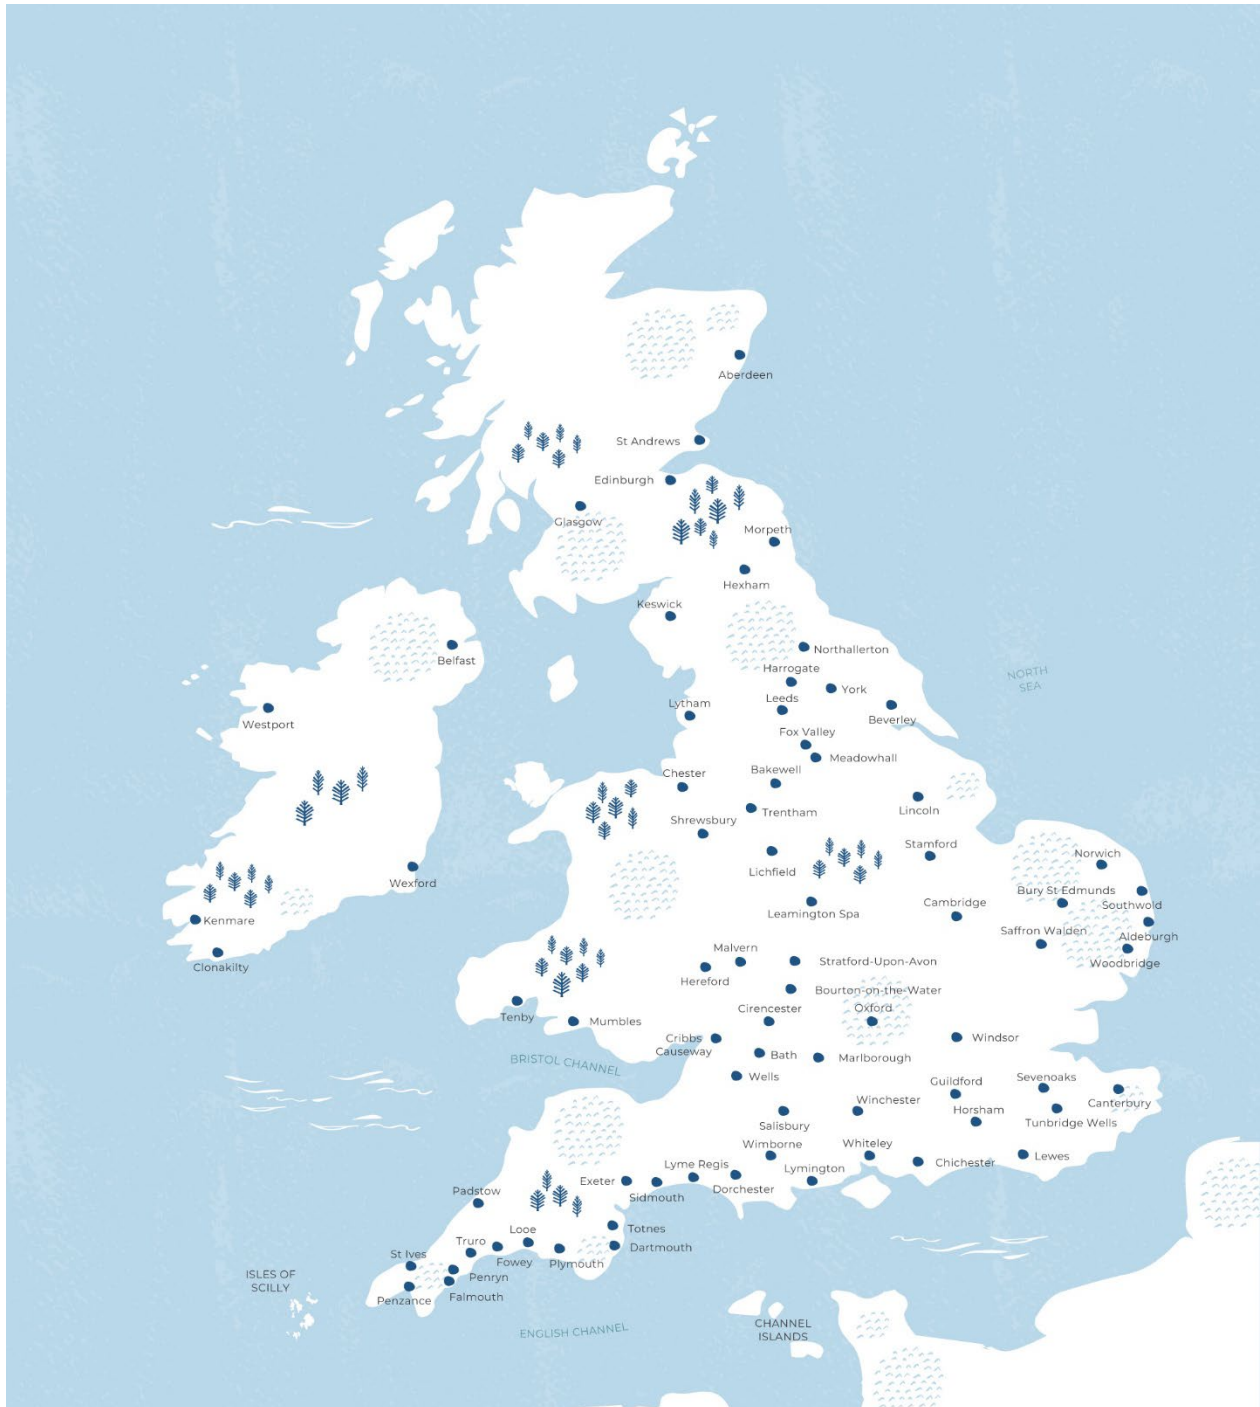 Aberdeen
St Andrews
Edinburgh
Glasgow
Morpeth
Hexham
Keswick
Northallerton
Belfast
Harrogate
NORTH
SEA
York
Leeds
Lytham
Beverley
Westport
Fox Valley
Meadowhall
Chester
Bakewell
Lincoln
Trentham
Shrewsbury
Stamford
Norwich
Lichfield
Wexford
Bury St Edmunds
Southwold
Leamington Spa
Cambridge
Kenmare
Saffron Walden
Aldeburgh
Malvern
Stratford-Upon-Avon
Woodbridge
Clonakilty
Hereford
Bourton-on-the-Water
Cirencester
Oxford
Tenby
Mumbles
Cribbs
Causeway
Windsor
Bath
Marlborough
BRISTOL CHANNEL
Wells
Guildford
Sevenoaks
Winchester
Canterbury
Horsham
Salisbury
Tunbridge Wells
Wimborne
Whiteley
Lewes
Lyme Regis
Lymington
Chichester
Exeter
Dorchester
Sidmouth
Padstow
Looe
Totnes
Truro
Dartmouth
St Ives
Fowey
Plymouth
ISLES OF
SCILLY
Penryn
Penzance
Falmouth
ENGLISH CHANNEL
CHANNEL
ISLANDS